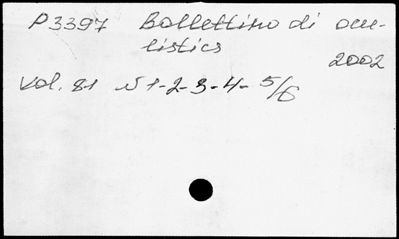 P3397 Bollettino di ocu-
listica
2002
Vol. 81 N 1-2-3-4-5/6